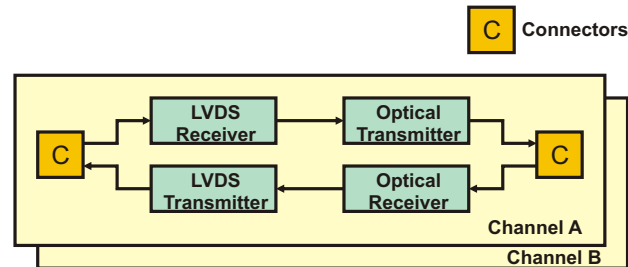 C Connectors
LVDS
Receiver
Optical
Transmitter
C
C
LVDS
Transmitter
Optical
Receiver
Channel A
Channel B